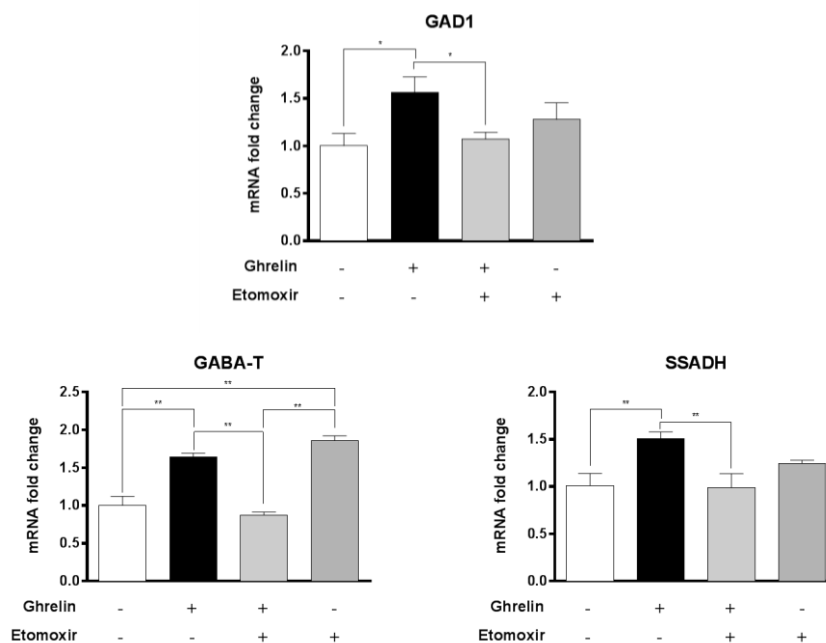 GAD1
mRNA fold change
2.0
1.5
1.0
0.5
0.0
*
*
Ghrelin - + + -
Etomoxir - - + +
GABA-T
mRNA fold change
2.5
2.0
1.5
1.0
0.5
0.0
**
**
**
**
Ghrelin - + + -
Etomoxir - - + +
SSADH
mRNA fold change
2.0
1.5
1.0
0.5
0.0
**
**
Ghrelin - + + -
Etomoxir - - + +